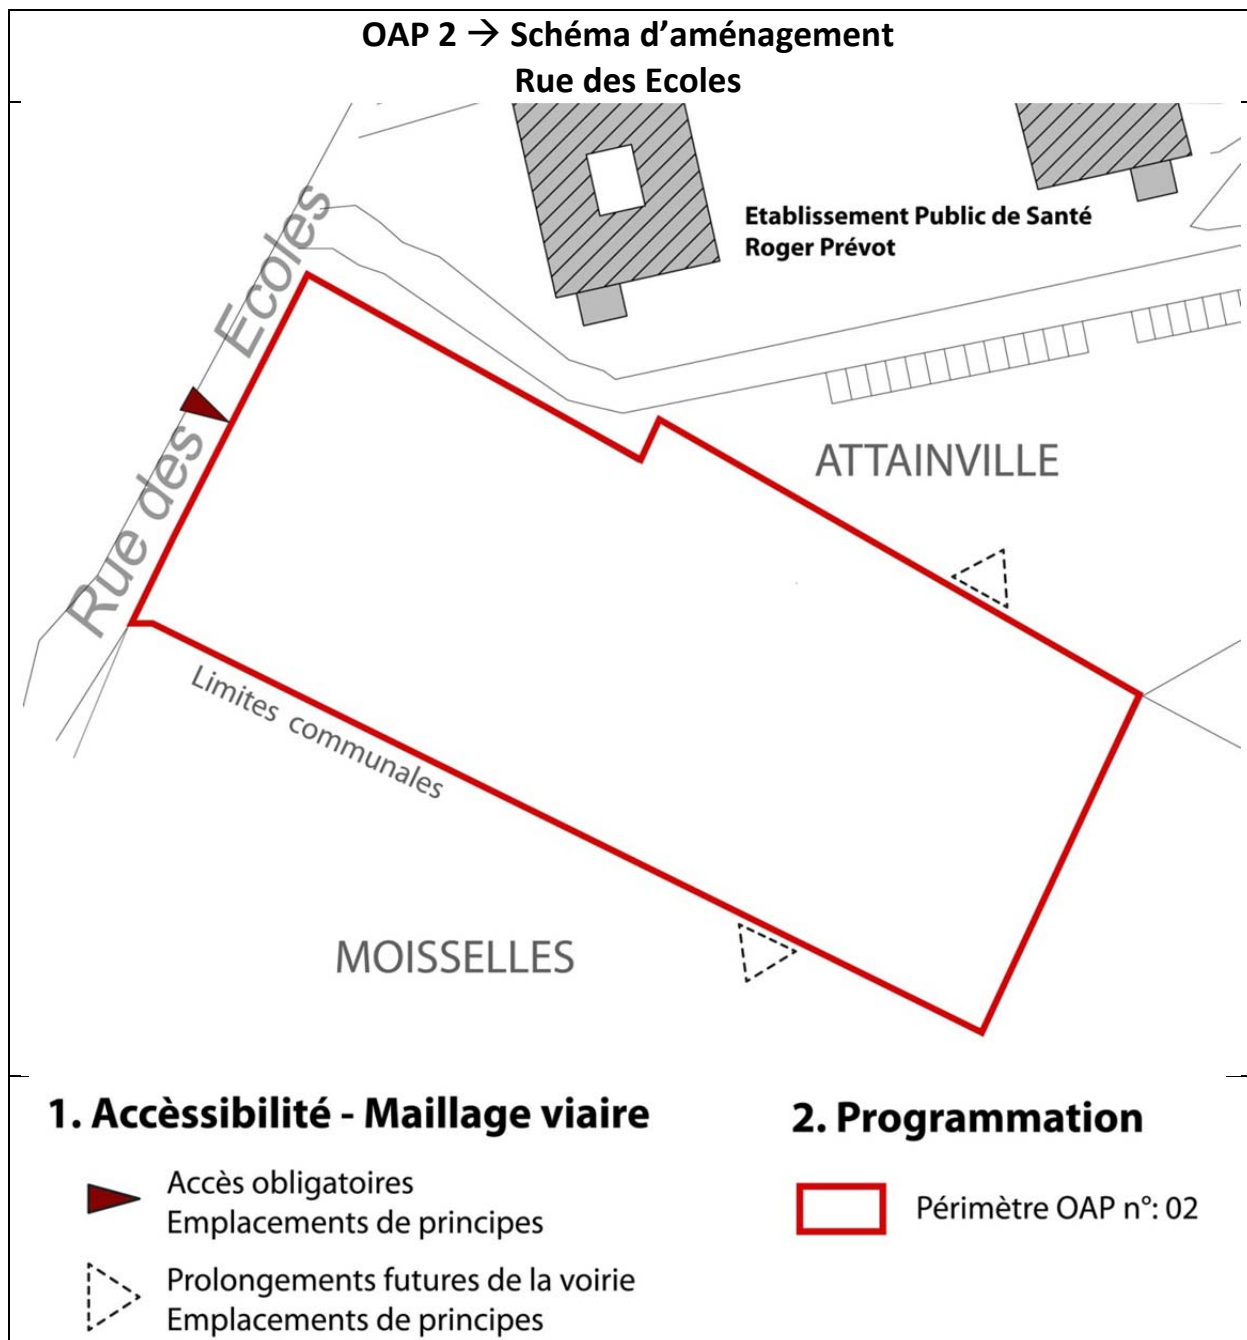 OAP 2 → Schéma d’aménagement
Rue des Ecoles
Etablissement Public de Santé
Roger Prévot
Rue des Ecoles
ATTAINVILLE
Limites communales
MOISSELLES
1. Accèssibilité - Maillage viaire
Accès obligatoires
Emplacements de principes
Prolongements futures de la voirie
Emplacements de principes
2. Programmation
Périmètre OAP n°: 02